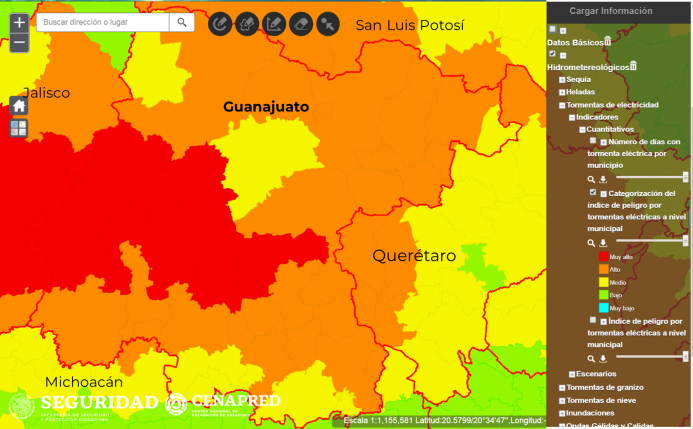 Cargar Información
+
−
Buscar dirección o lugar
San Luis Potosí
Jalisco
Guanajuato
Querétaro
Michoacán
SEGURIDAD
SECRETARÍA DE SEGURIDAD
Y PROTECCIÓN CIUDADANA
CENAPRED
CENTRO NACIONAL DE
PREVENCIÓN DE DESASTRES
Escala 1:1,155,581 Latitud:20.5799/20°34'47".Longitud:-
Datos Básicos
Hidrometereológicos
Sequía
Heladas
Tormentas de electricidad
Indicadores
Cuantitativos
Número de días con
tormenta eléctrica por
municipio
Categorización del
índice de peligro por
tormentas eléctricas a nivel
municipal
Muy alto
Alto
Medio
Bajo
Muy bajo
Índice de peligro por
tormentas eléctricas a nivel
municipal
Escenarios
Tormentas de granizo
Tormentas de nieve
Inundaciones
Ondas Gélidas y Calidas